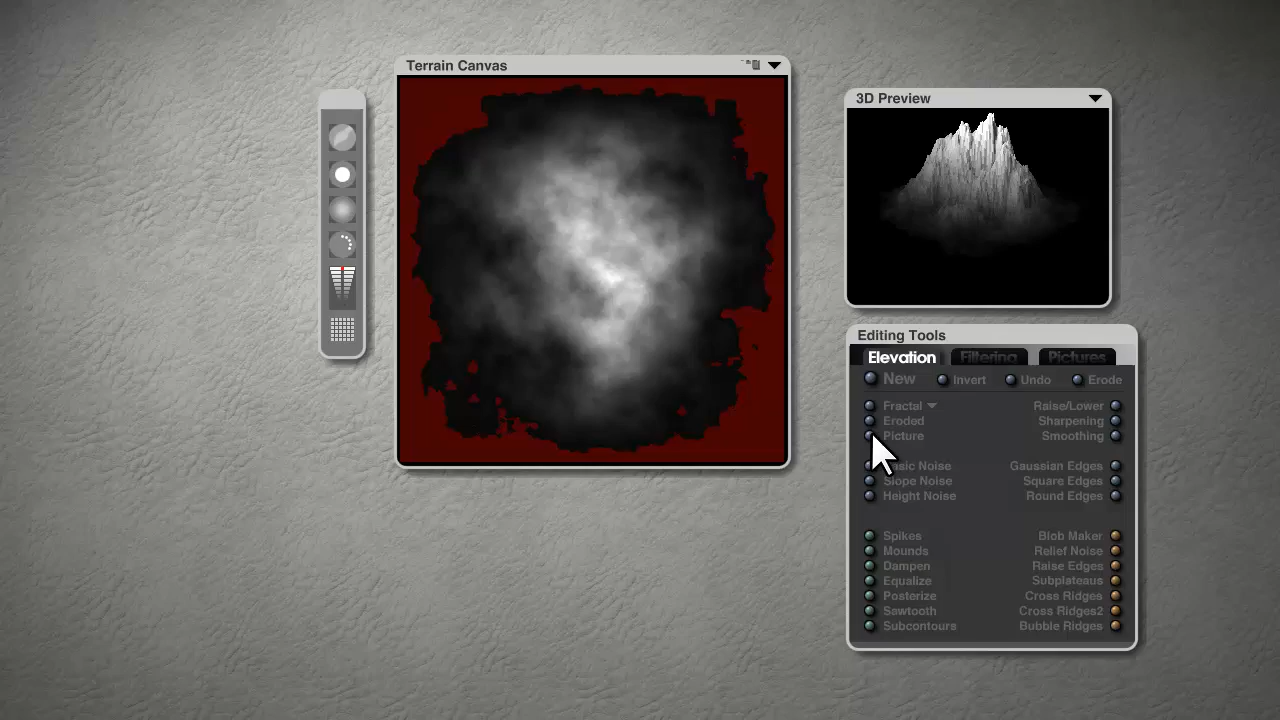 Terrain Canvas
3D Preview
Editing Tools
Elevation Filtering Pictures
New Invert Undo Erode
Fractal Raise/Lower
Eroded Sharpening
Picture Smoothing
Noise Gaussian Edges
Slope Noise Square Edges
Height Noise Round Edges
Spikes Blob Maker
Mounds Relief Noise
Dampen Raise Edges
Equalize Subplateaus
Posterize Cross Ridges
Sawtooth Cross Ridges2
Subcontours Bubble Ridges